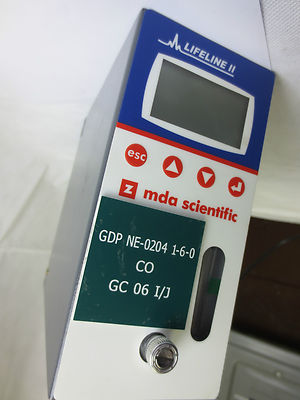 LIFELINE II
esc
z mda scientific
GDP NE-0204 1-6-0
CO
GC 06 I/J